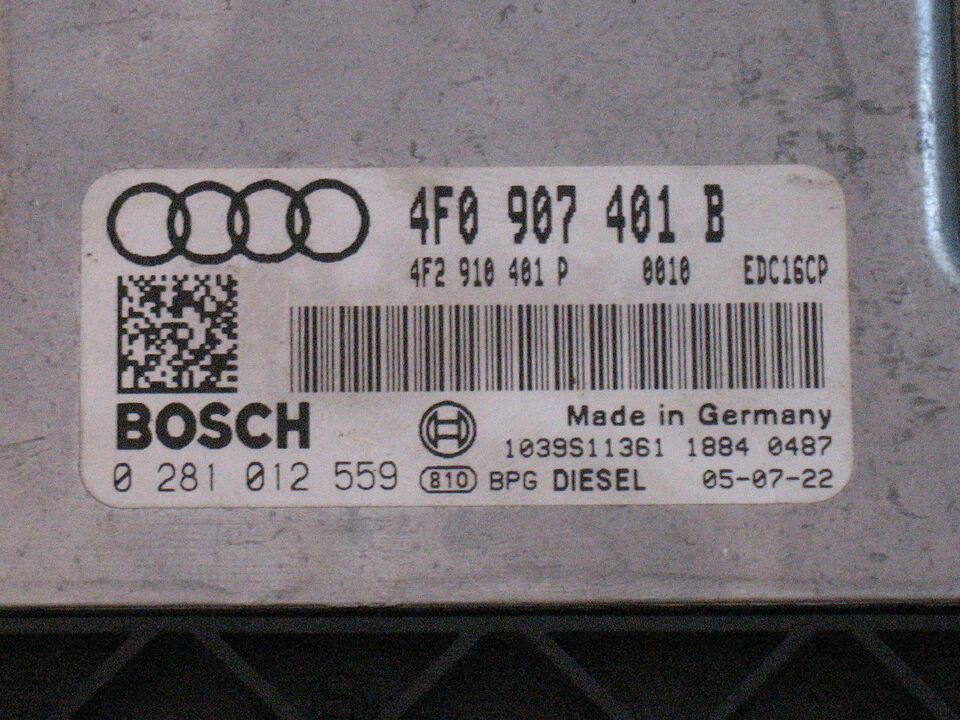 4F0 907 401 B
4F2 910 401 P 0010 EDC16CP
BOSCH
Made in Germany
1039S11361 1884 0487
0 281 012 559 810 BPG DIESEL 05-07-22